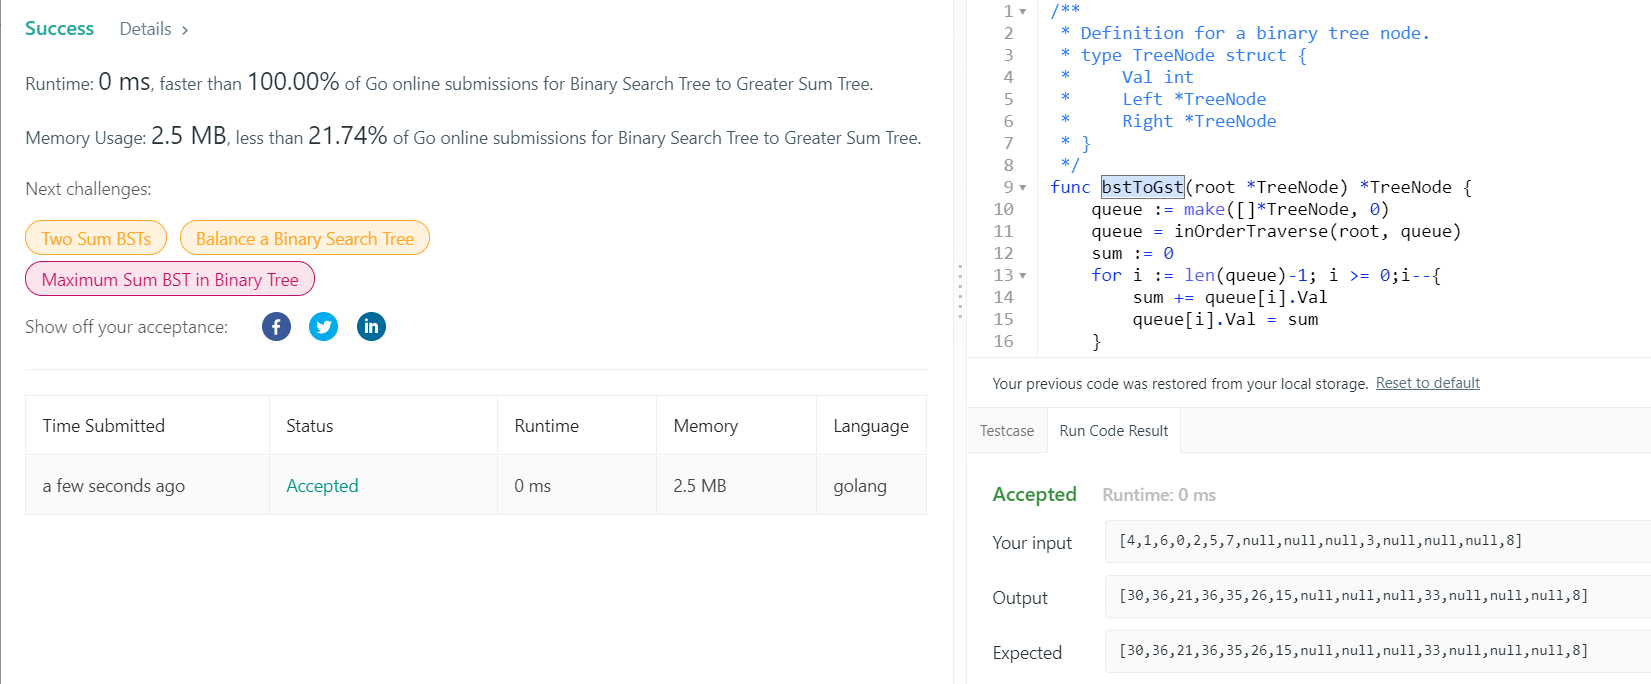 Success Details >
Runtime: 0 ms, faster than 100.00% of Go online submissions for Binary Search Tree to Greater Sum Tree.
Memory Usage: 2.5 MB, less than 21.74% of Go online submissions for Binary Search Tree to Greater Sum Tree.
Next challenges:
Two Sum BSTs Balance a Binary Search Tree
Maximum Sum BST in Binary Tree
Show off your acceptance:
Time Submitted Status Runtime Memory Language
a few seconds ago Accepted 0 ms 2.5 MB golang
1 /**
2 * Definition for a binary tree node.
3 * type TreeNode struct {
4 *     Val int
5 *     Left *TreeNode
6 *     Right *TreeNode
7 * }
8 */
9 func bstToGst(root *TreeNode) *TreeNode {
10     queue := make([]*TreeNode, 0)
11     queue = inOrderTraverse(root, queue)
12     sum := 0
13     for i := len(queue)-1; i >= 0;i--{
14         sum += queue[i].Val
15         queue[i].Val = sum
16     }
Your previous code was restored from your local storage. Reset to default
Testcase Run Code Result
Accepted Runtime: 0 ms
Your input [4,1,6,0,2,5,7,null,null,null,3,null,null,null,8]
Output [30,36,21,36,35,26,15,null,null,null,33,null,null,null,8]
Expected [30,36,21,36,35,26,15,null,null,null,33,null,null,null,8]